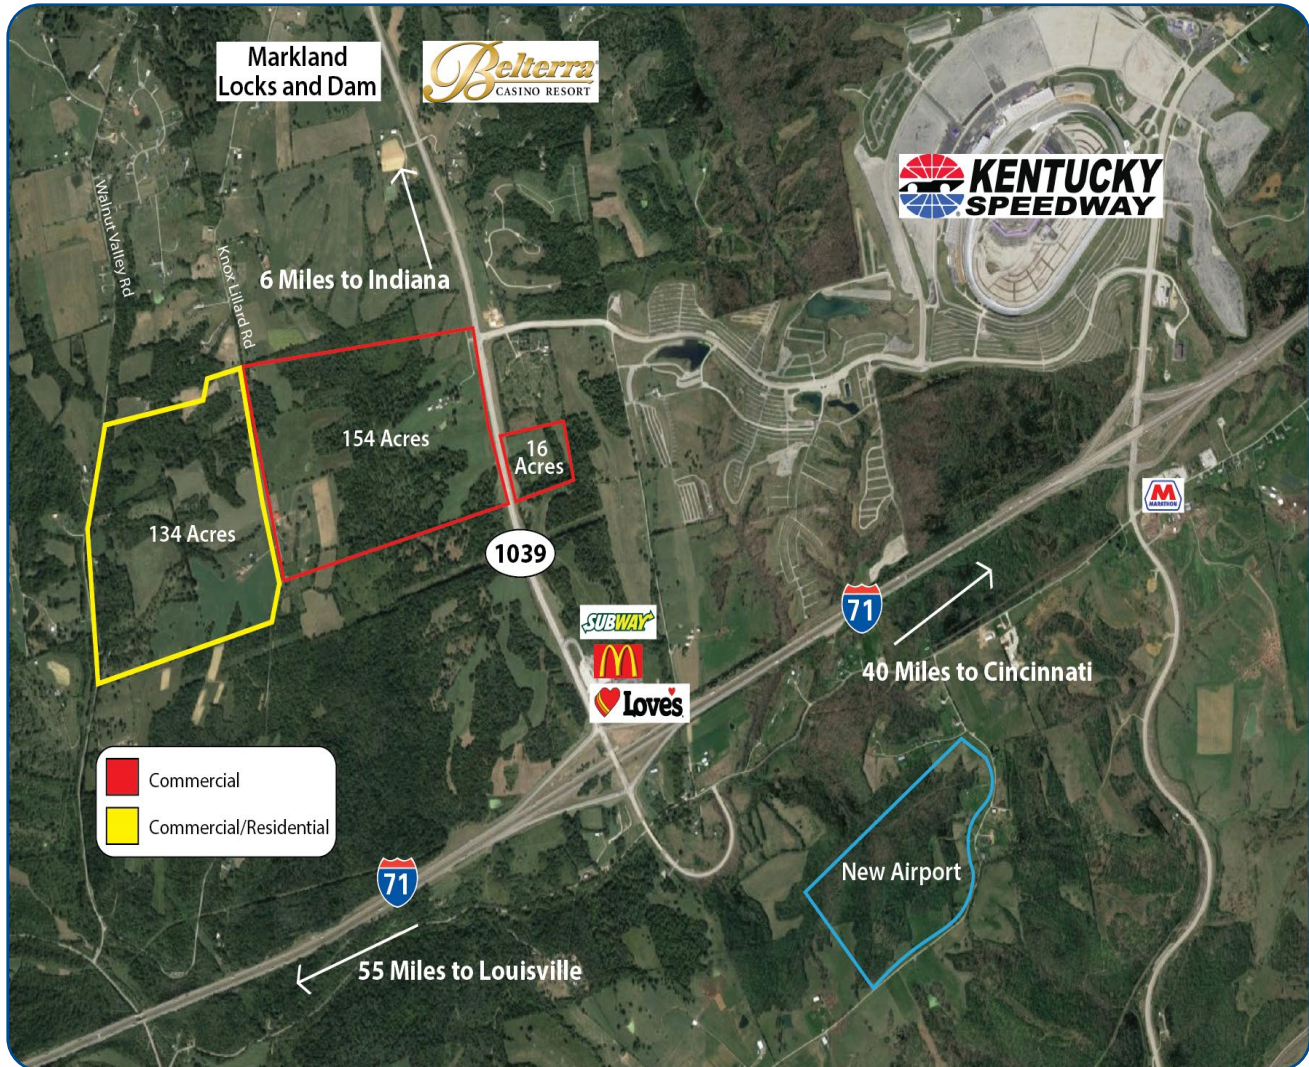 Markland
Locks and Dam
Belterra
CASINO RESORT
KENTUCKY
SPEEDWAY
Walnut Valley Rd
Knox Lillard Rd
6 Miles to Indiana
154 Acres
16
Acres
134 Acres
1039
M
MARATHON
71
SUBWAY
40 Miles to Cincinnati
Love's
Commercial
Commercial/Residential
New Airport
71
55 Miles to Louisville